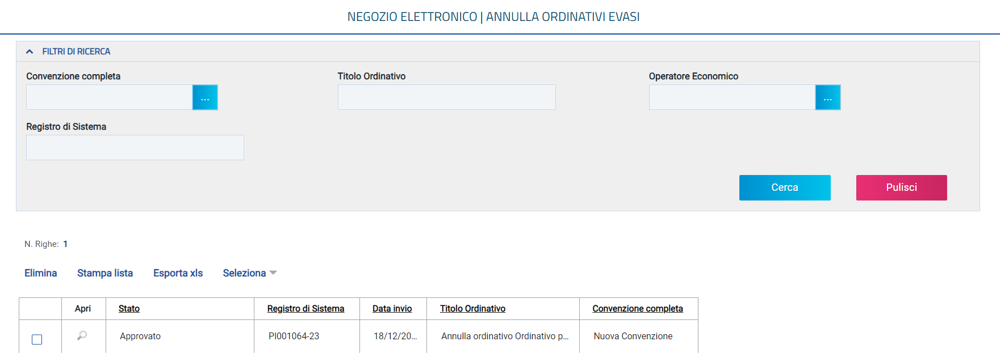 NEGOZIO ELETTRONICO | ANNULLA ORDINATIVI EVASI
FILTRI DI RICERCA
Convenzione completa Titolo Ordinativo Operatore Economico
... ...
Registro di Sistema
Cerca Pulisci
N. Righe: 1
Elimina Stampa lista Esporta xls Seleziona
Apri Stato Registro di Sistema Data invio Titolo Ordinativo Convenzione completa
Approvato PI001064-23 18/12/20... Annulla ordinativo Ordinativo p... Nuova Convenzione